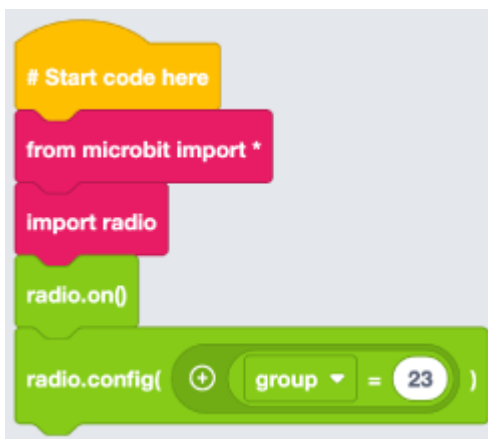 # Start code here
from microbit import *
import radio
radio.on()
radio.config( group = 23 )